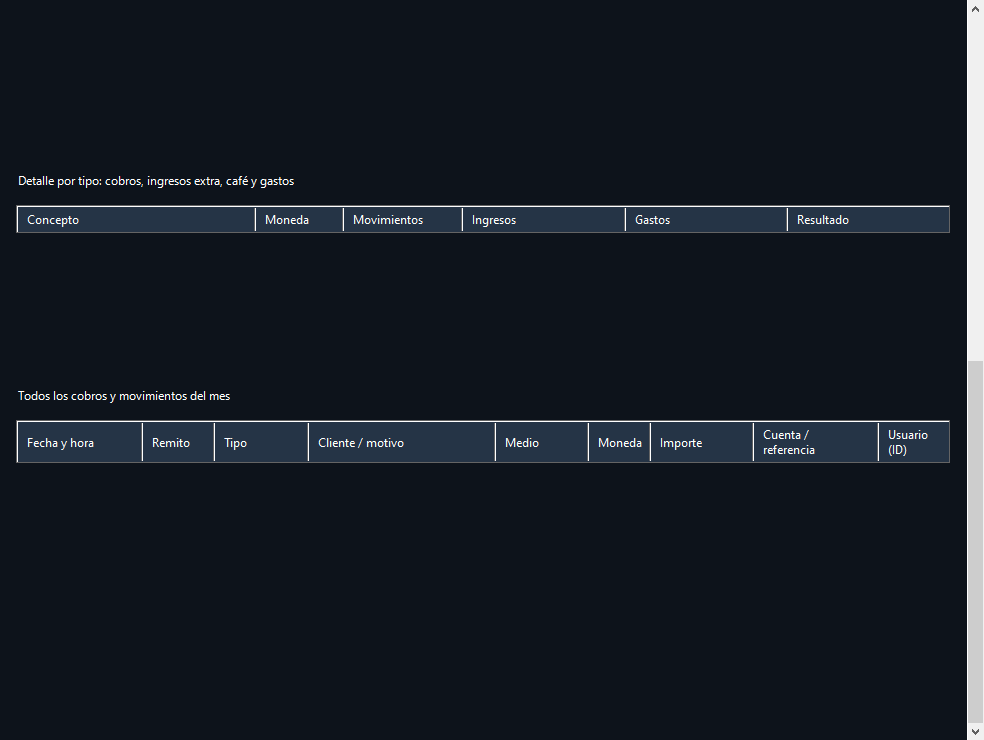 Detalle por tipo: cobros, ingresos extra, café y gastos
Concepto Moneda Movimientos Ingresos Gastos Resultado
Todos los cobros y movimientos del mes
Fecha y hora Remito Tipo Cliente / motivo Medio Moneda Importe Cuenta / referencia Usuario (ID)